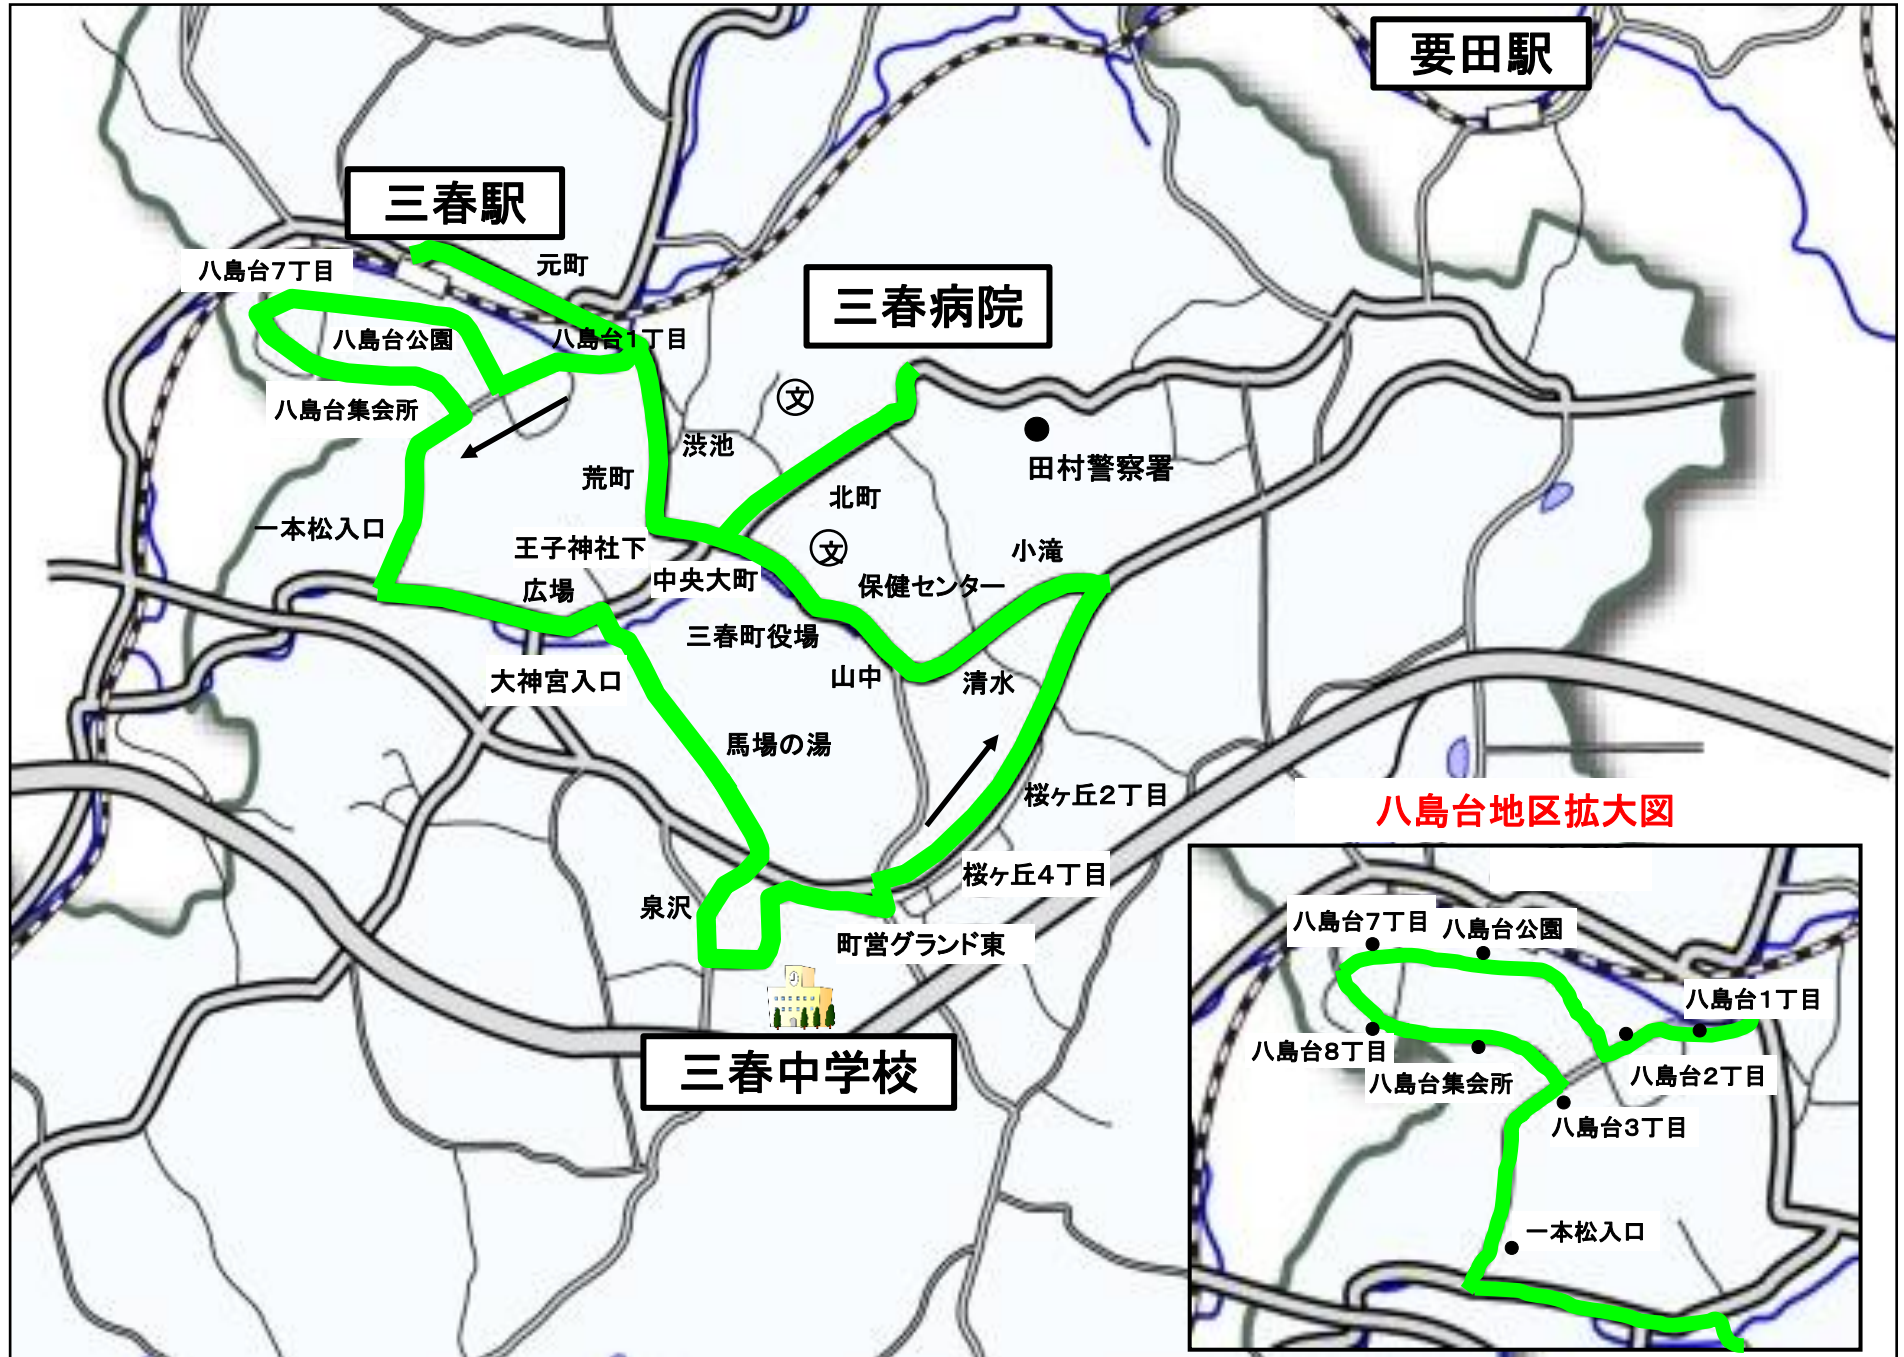 要田駅
三春駅
元町
八島台7丁目
三春病院
八島台公園
八島台1丁目
文
八島台集会所
渋池
田村警察署
荒町
北町
一本松入口
王子神社下
文
小滝
広場
中央大町
保健センター
三春町役場
大神宮入口
山中
清水
馬場の湯
桜ヶ丘2丁目
八島台地区拡大図
桜ヶ丘4丁目
泉沢
町営グランド東
三春中学校
八島台7丁目
八島台公園
八島台1丁目
八島台8丁目
八島台集会所
八島台2丁目
八島台3丁目
一本松入口